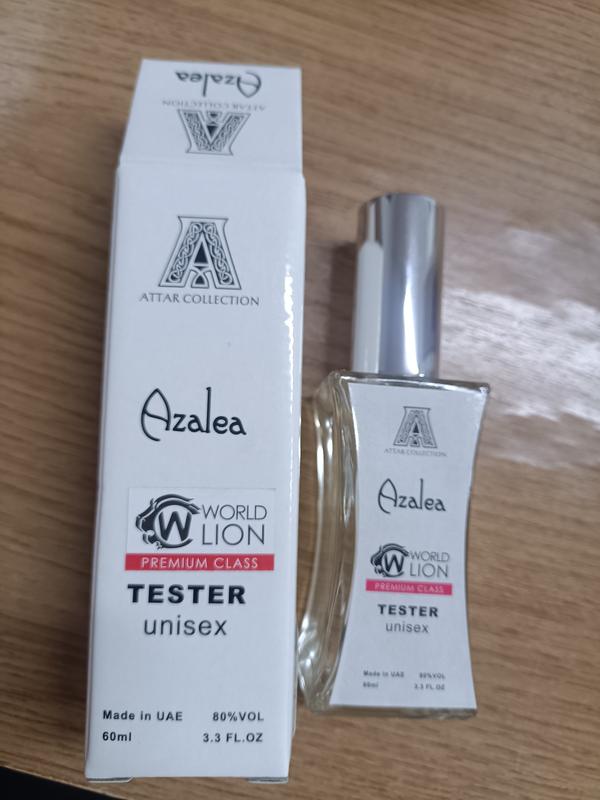 Azalea
ATTAR COLLECTION
A
A
ATTAR COLLECTION
Azalea
W WORLD
LION
PREMIUM CLASS
TESTER
unisex
Made in UAE 80%VOL
60ml 3.3 FL.OZ
A
ATTAR COLLECTION
Azalea
W WORLD
LION
PREMIUM CLASS
TESTER
unisex
Made in UAE 80%VOL
60ml 3.3 FL.OZ